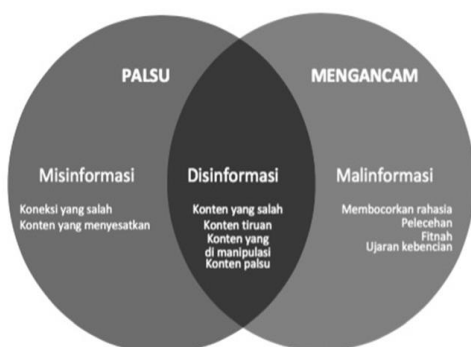 PALSU
MENGANCAM
Misinformasi
Koneksi yang salah
Konten yang menyesatkan
Disinformasi
Konten yang salah
Konten tiruan
Konten yang
di manipulasi
Konten palsu
Malinformasi
Membocorkan rahasia
Pelecehan
Fitnah
Ujaran kebencian